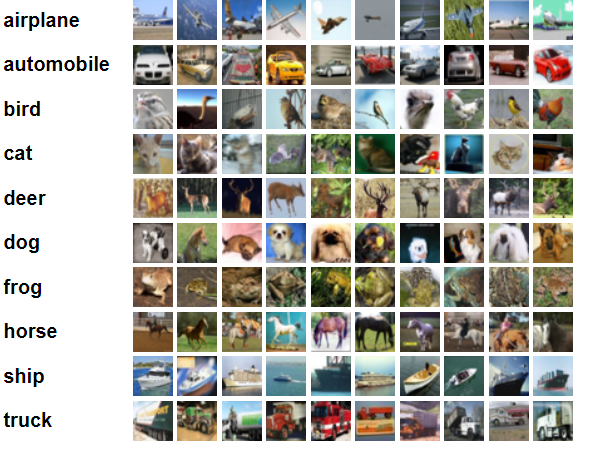 airplane
automobile
bird
cat
deer
dog
frog
horse
ship
truck